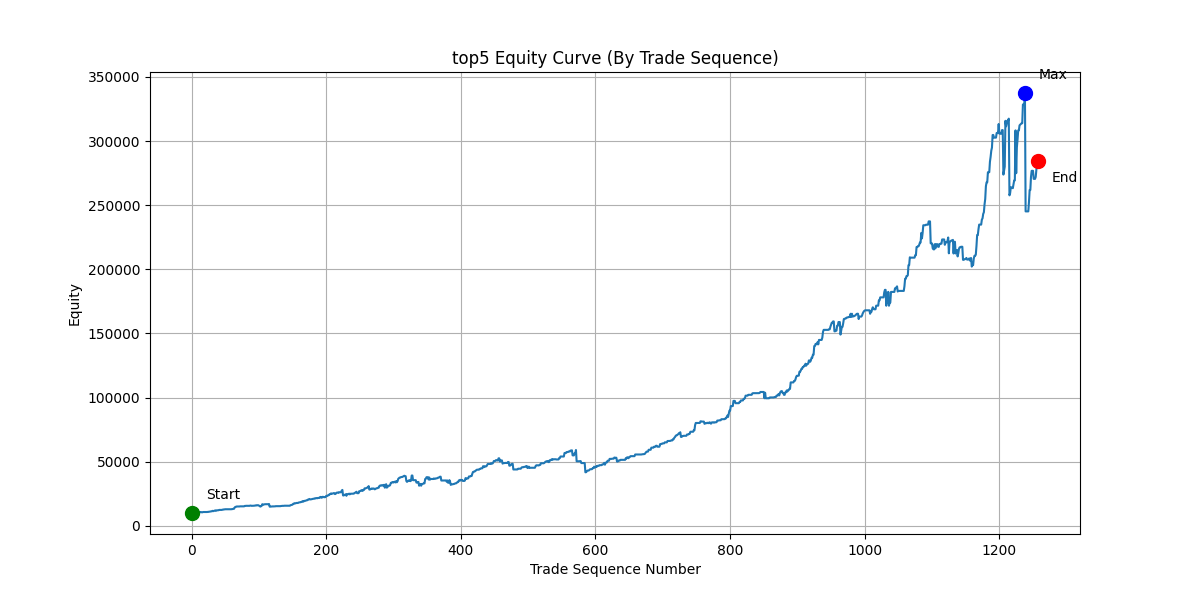 top5 Equity Curve (By Trade Sequence)
350000
Max
300000
End
250000
200000
Equity
150000
100000
50000
Start
0
0 200 400 600 800 1000 1200
Trade Sequence Number